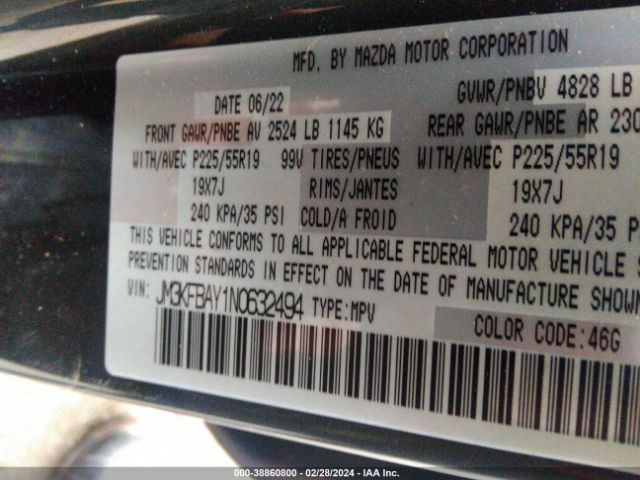 MFD. BY MAZDA MOTOR CORPORATION
DATE 06/22 GVWR/PNBV 4828 LB
FRONT GAWR/PNBE AV 2524 LB 1145 KG REAR GAWR/PNBE AR 230
WITH/AVEC P225/55R19 99V TIRES/PNEUS WITH/AVEC P225/55R19
19X7J RIMS/JANTES 19X7J
240 KPA/35 PSI COLD/A FROID 240 KPA/35 PSI
THIS VEHICLE CONFORMS TO ALL APPLICABLE FEDERAL MOTOR VEHICLE S
PREVENTION STANDARDS IN EFFECT ON THE DATE OF MANUFACTURE SHOWN
VIN: JM3KFBAY1N0632494 TYPE:MPV
COLOR CODE:46G
000-38860800 - 02/28/2024 - IAA Inc.